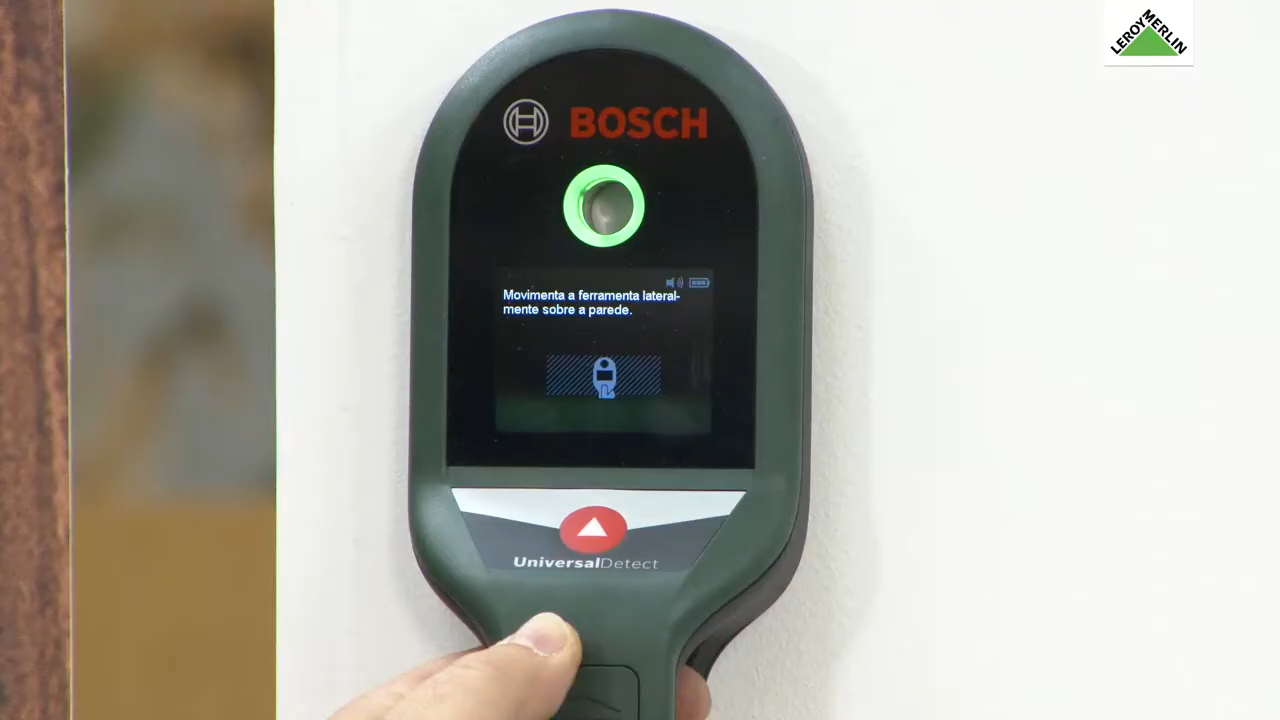 LEROY MERLIN
BOSCH
Movimenta a ferramenta lateral-
mente sobre a parede.
UniversalDetect